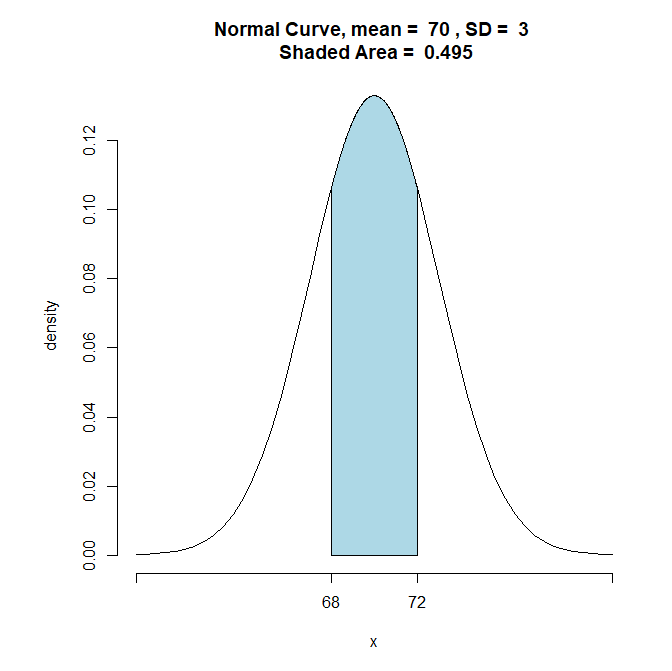 Normal Curve, mean =  70 , SD =  3
Shaded Area =  0.495
density
0.12
0.10
0.08
0.06
0.04
0.02
0.00
68
72
x